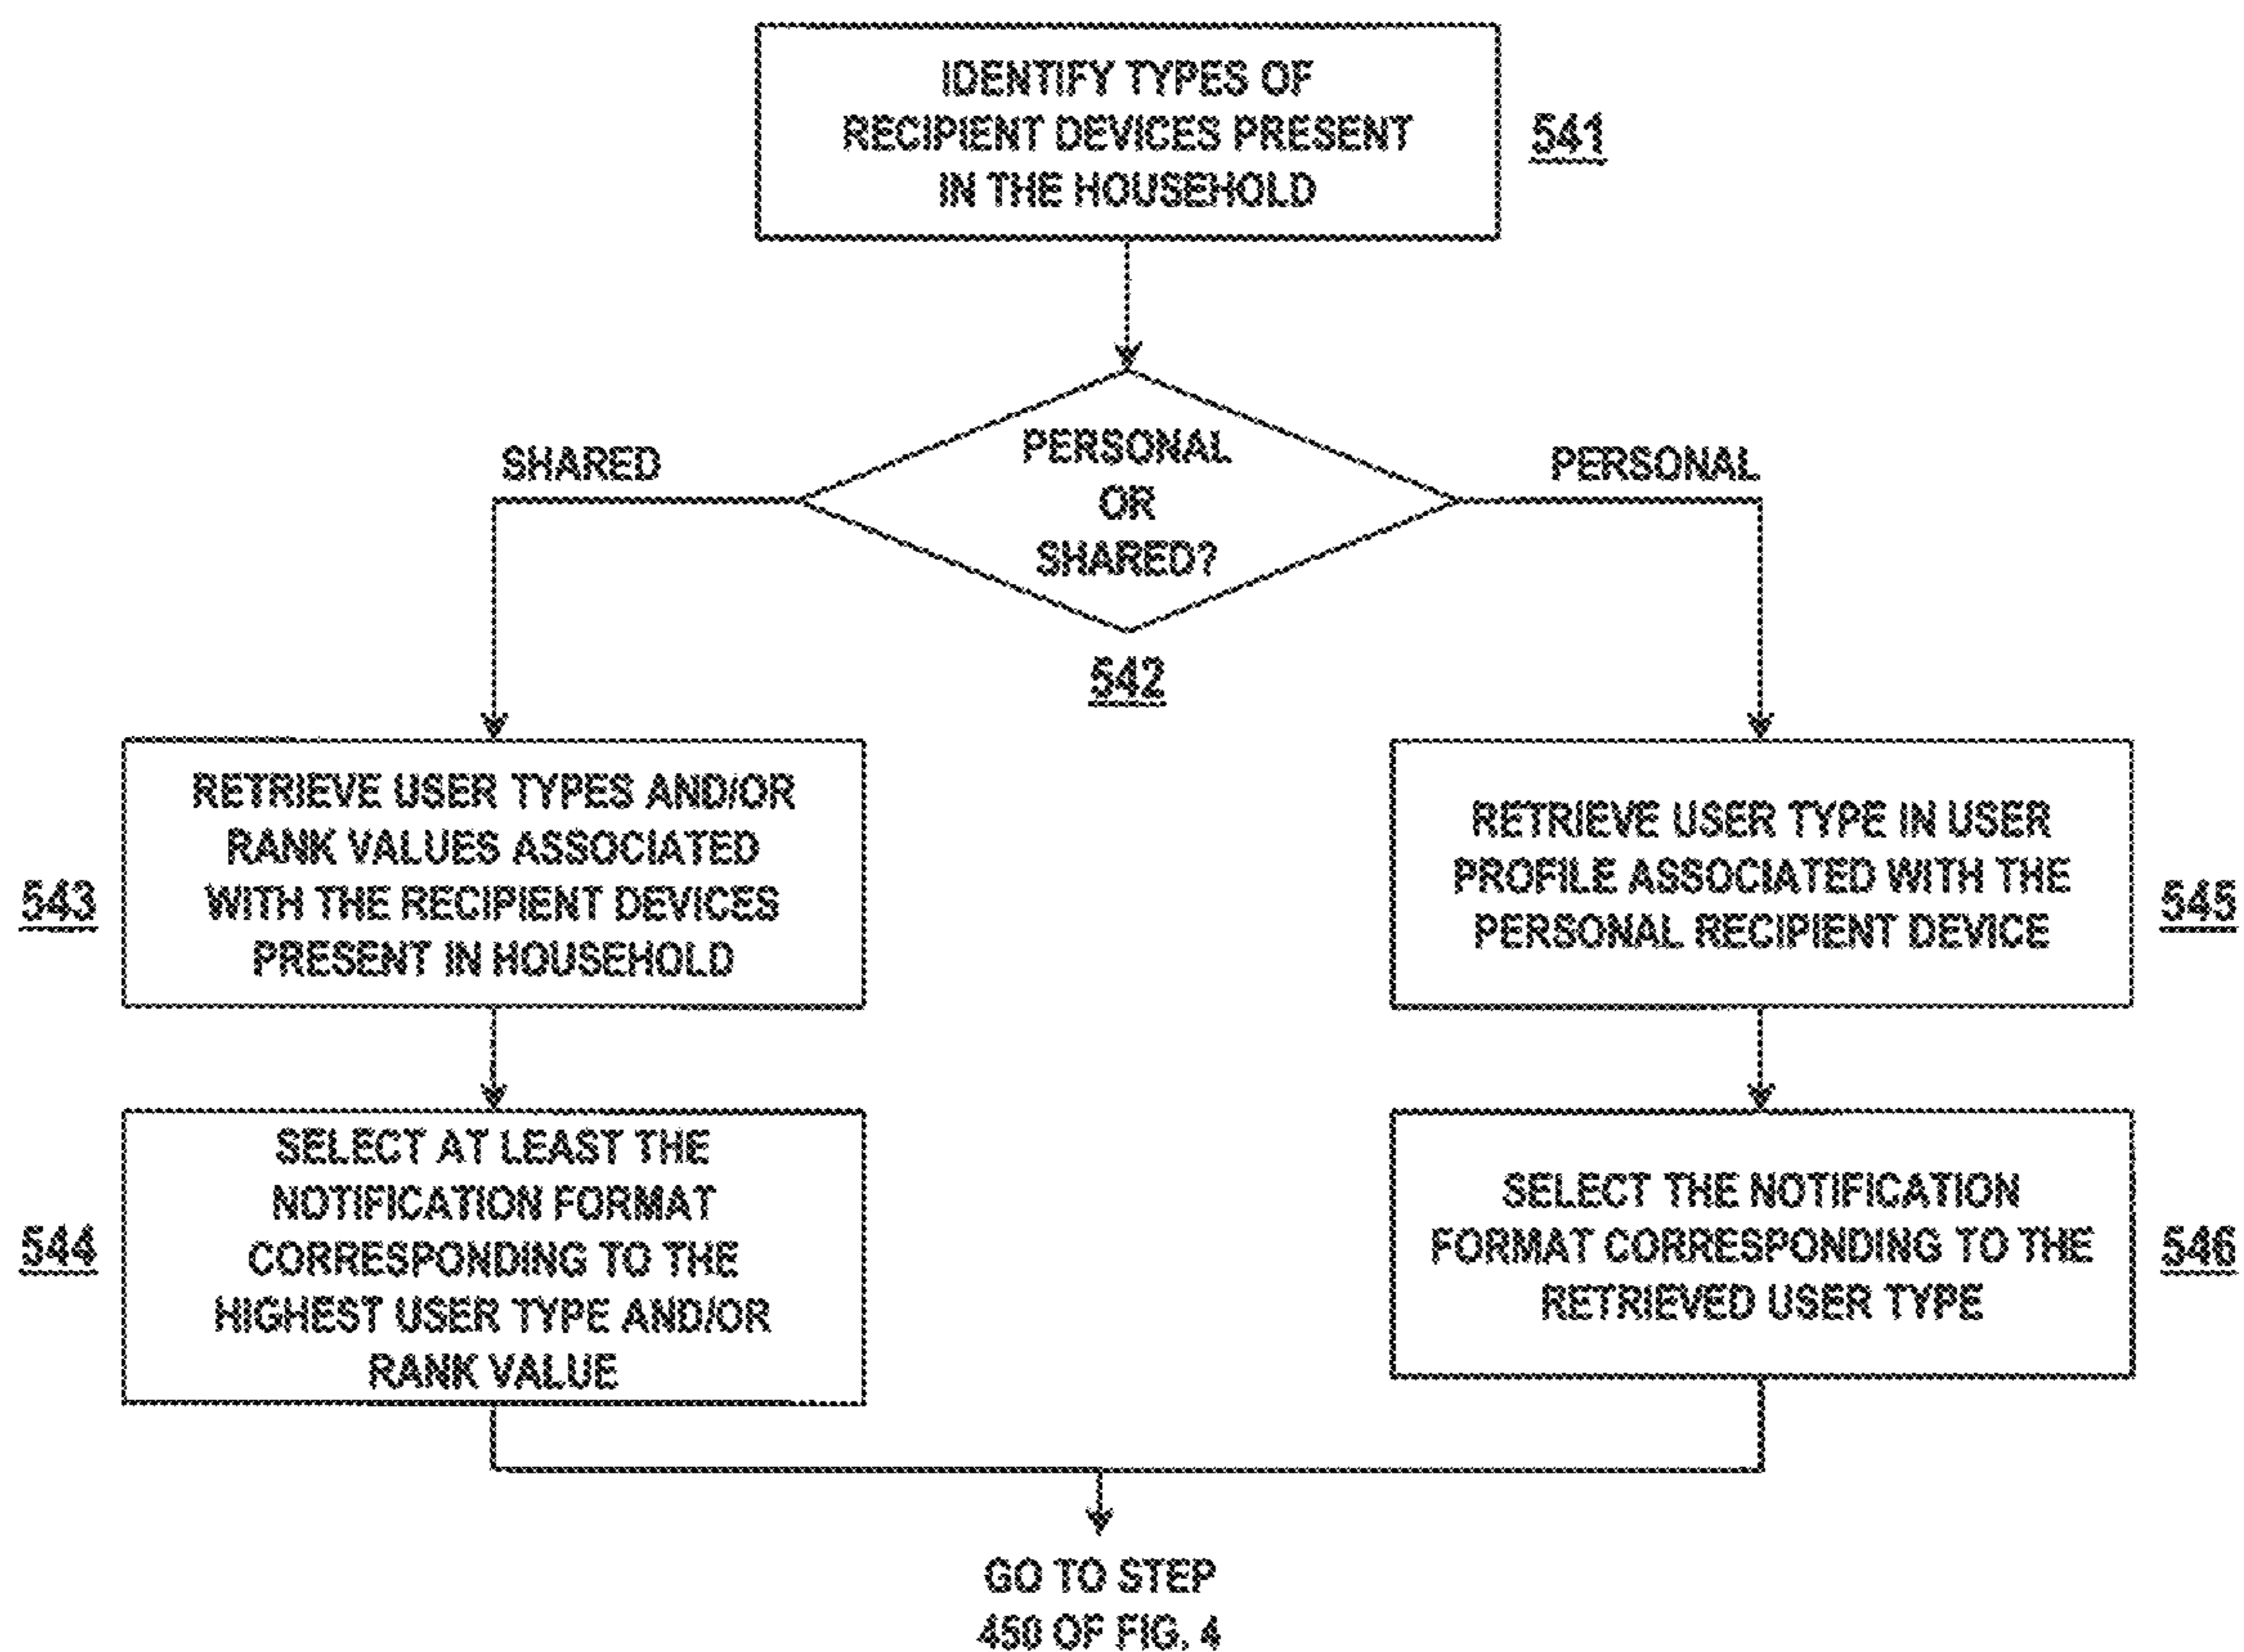 IDENTIFY TYPES OF
RECIPIENT DEVICES PRESENT
IN THE HOUSEHOLD
541
PERSONAL
OR
SHARED?
SHARED
PERSONAL
542
RETRIEVE USER TYPES AND/OR
RANK VALUES ASSOCIATED
WITH THE RECIPIENT DEVICES
PRESENT IN HOUSEHOLD
543
RETRIEVE USER TYPE IN USER
PROFILE ASSOCIATED WITH THE
PERSONAL RECIPIENT DEVICE
545
SELECT AT LEAST THE
NOTIFICATION FORMAT
CORRESPONDING TO THE
HIGHEST USER TYPE AND/OR
RANK VALUE
544
SELECT THE NOTIFICATION
FORMAT CORRESPONDING TO THE
RETRIEVED USER TYPE
546
GO TO STEP
450 OF FIG. 4